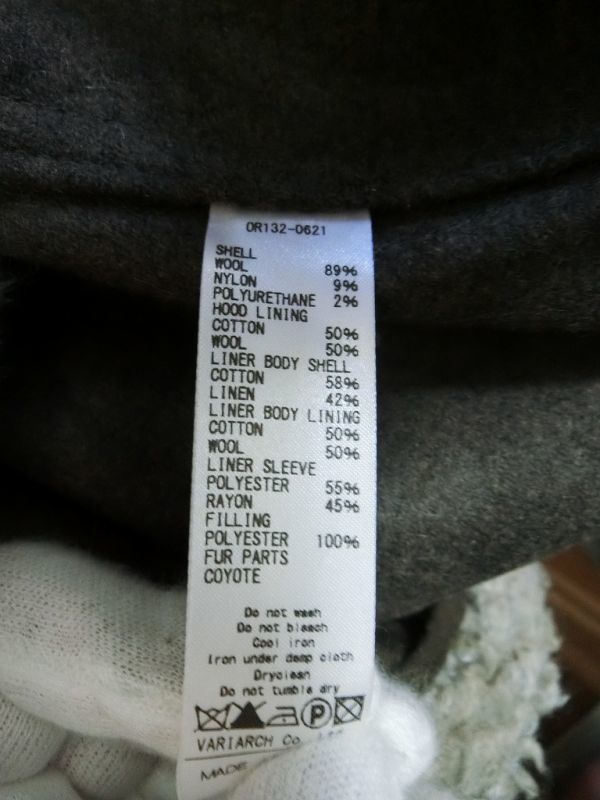 OR132-0621
SHELL
WOOL 89%
NYLON 9%
POLYURETHANE 2%
HOOD LINING
COTTON 50%
WOOL 50%
LINER BODY SHELL
COTTON 58%
LINEN 42%
LINER BODY LINING
COTTON 50%
WOOL 50%
LINER SLEEVE
POLYESTER 55%
RAYON 45%
FILLING
POLYESTER 100%
FUR PARTS
COYOTE
Do not wash
Do not bleach
Cool iron
Iron under damp cloth
Dryclean
Do not tumble dry
P
VARIARCH Co
MADE